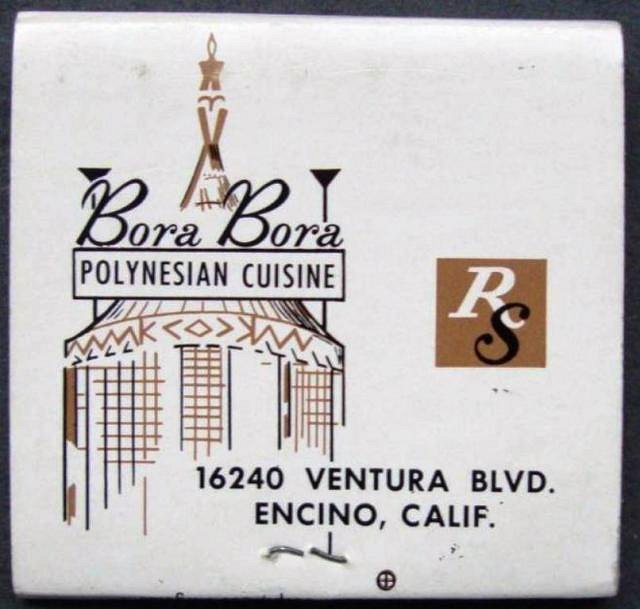 Bora Bora
POLYNESIAN CUISINE
RS
16240 VENTURA BLVD.
ENCINO, CALIF.